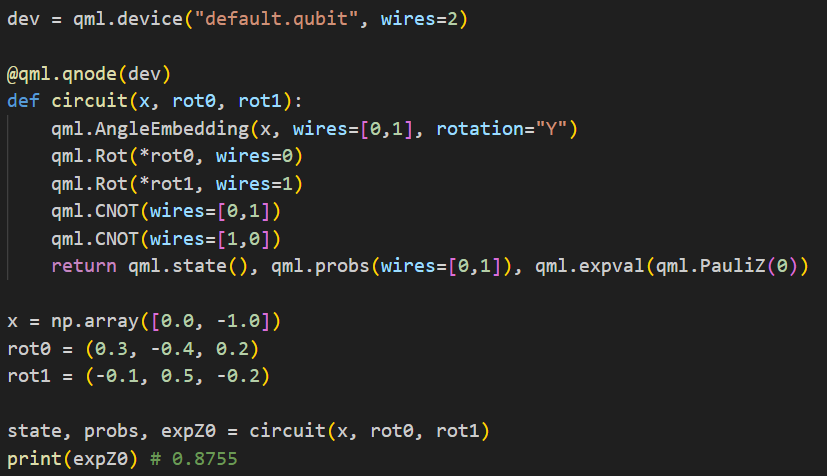 dev = qml.device("default.qubit", wires=2)
@qml.qnode(dev)
def circuit(x, rot0, rot1):
    qml.AngleEmbedding(x, wires=[0,1], rotation="Y")
    qml.Rot(*rot0, wires=0)
    qml.Rot(*rot1, wires=1)
    qml.CNOT(wires=[0,1])
    qml.CNOT(wires=[1,0])
    return qml.state(), qml.probs(wires=[0,1]), qml.expval(qml.PauliZ(0))
x = np.array([0.0, -1.0])
rot0 = (0.3, -0.4, 0.2)
rot1 = (-0.1, 0.5, -0.2)
state, probs, expZ0 = circuit(x, rot0, rot1)
print(expZ0) # 0.8755